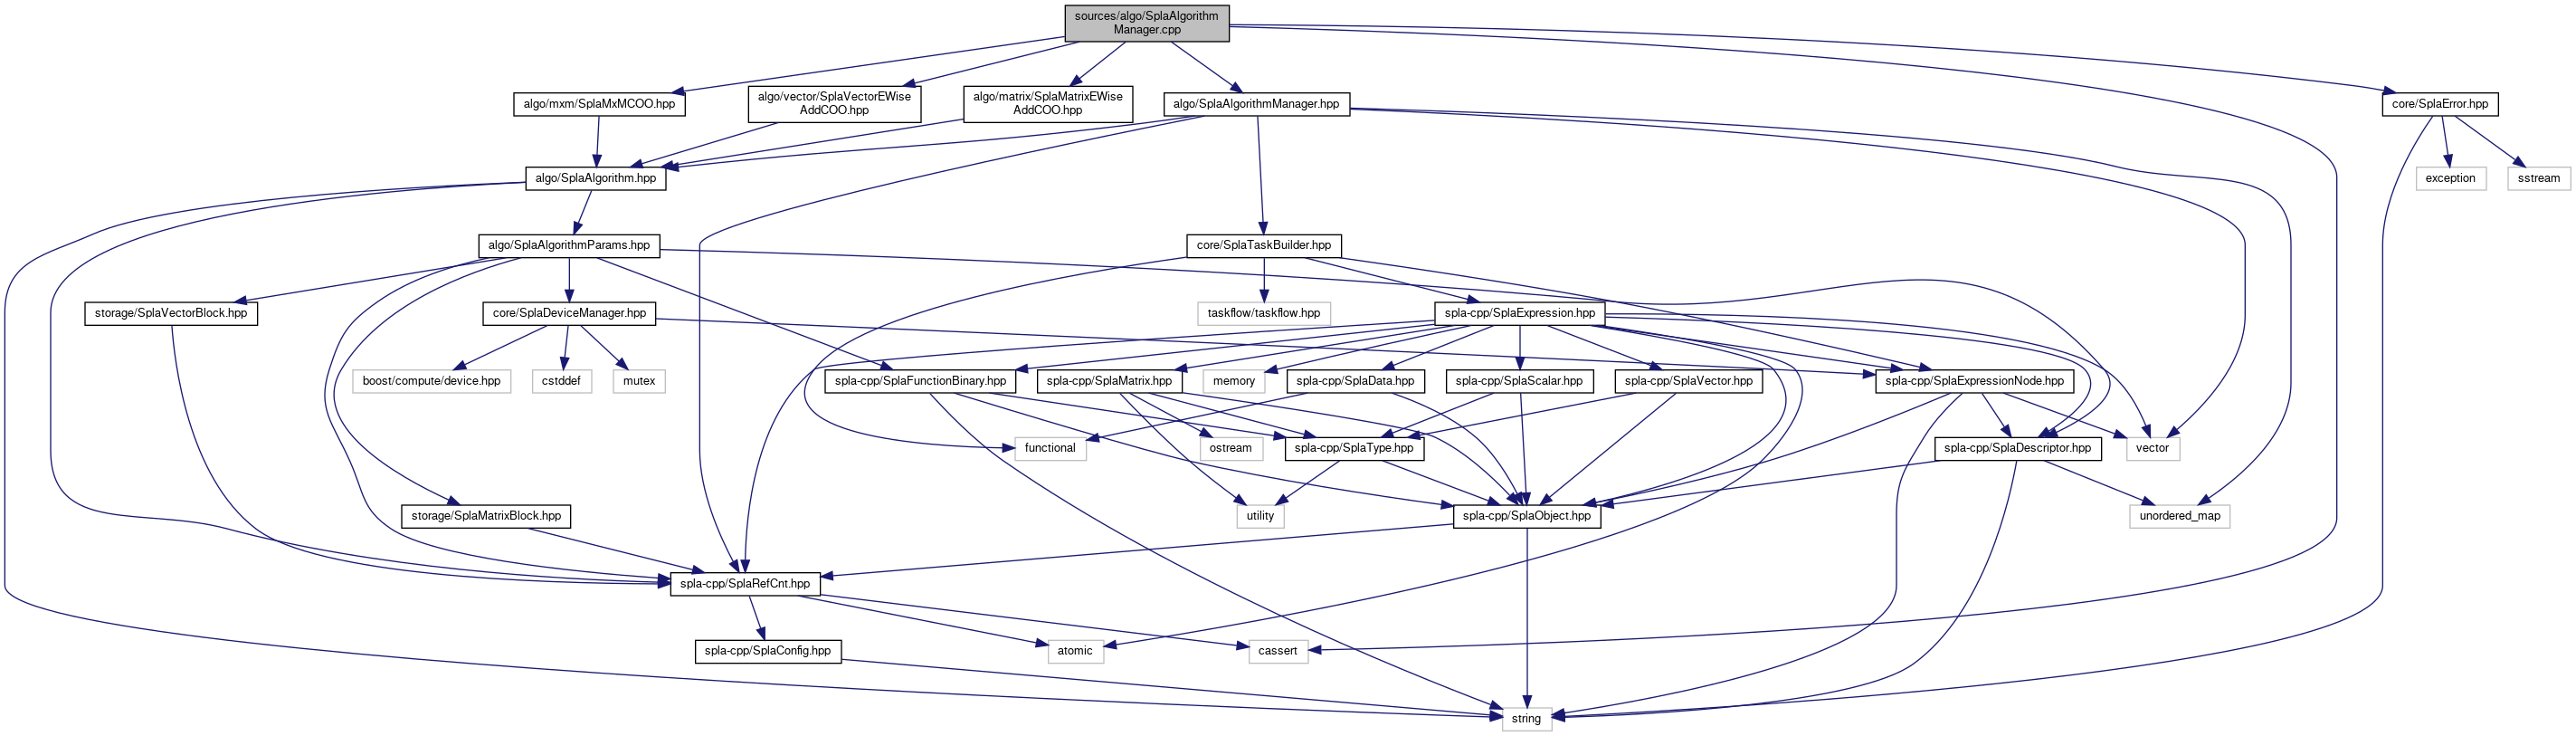 sources/algo/SplaAlgorithm
Manager.cpp
algo/mxm/SplaMxMCOO.hpp
algo/vector/SplaVectorEWise
AddCOO.hpp
algo/matrix/SplaMatrixEWise
AddCOO.hpp
algo/SplaAlgorithmManager.hpp
core/SplaError.hpp
algo/SplaAlgorithm.hpp
exception
sstream
algo/SplaAlgorithmParams.hpp
core/SplaTaskBuilder.hpp
storage/SplaVectorBlock.hpp
core/SplaDeviceManager.hpp
taskflow/taskflow.hpp
spla-cpp/SplaExpression.hpp
boost/compute/device.hpp
cstddef
mutex
spla-cpp/SplaFunctionBinary.hpp
spla-cpp/SplaMatrix.hpp
memory
spla-cpp/SplaData.hpp
spla-cpp/SplaScalar.hpp
spla-cpp/SplaVector.hpp
spla-cpp/SplaExpressionNode.hpp
functional
ostream
spla-cpp/SplaType.hpp
spla-cpp/SplaDescriptor.hpp
vector
storage/SplaMatrixBlock.hpp
utility
spla-cpp/SplaObject.hpp
unordered_map
spla-cpp/SplaRefCnt.hpp
spla-cpp/SplaConfig.hpp
atomic
cassert
string